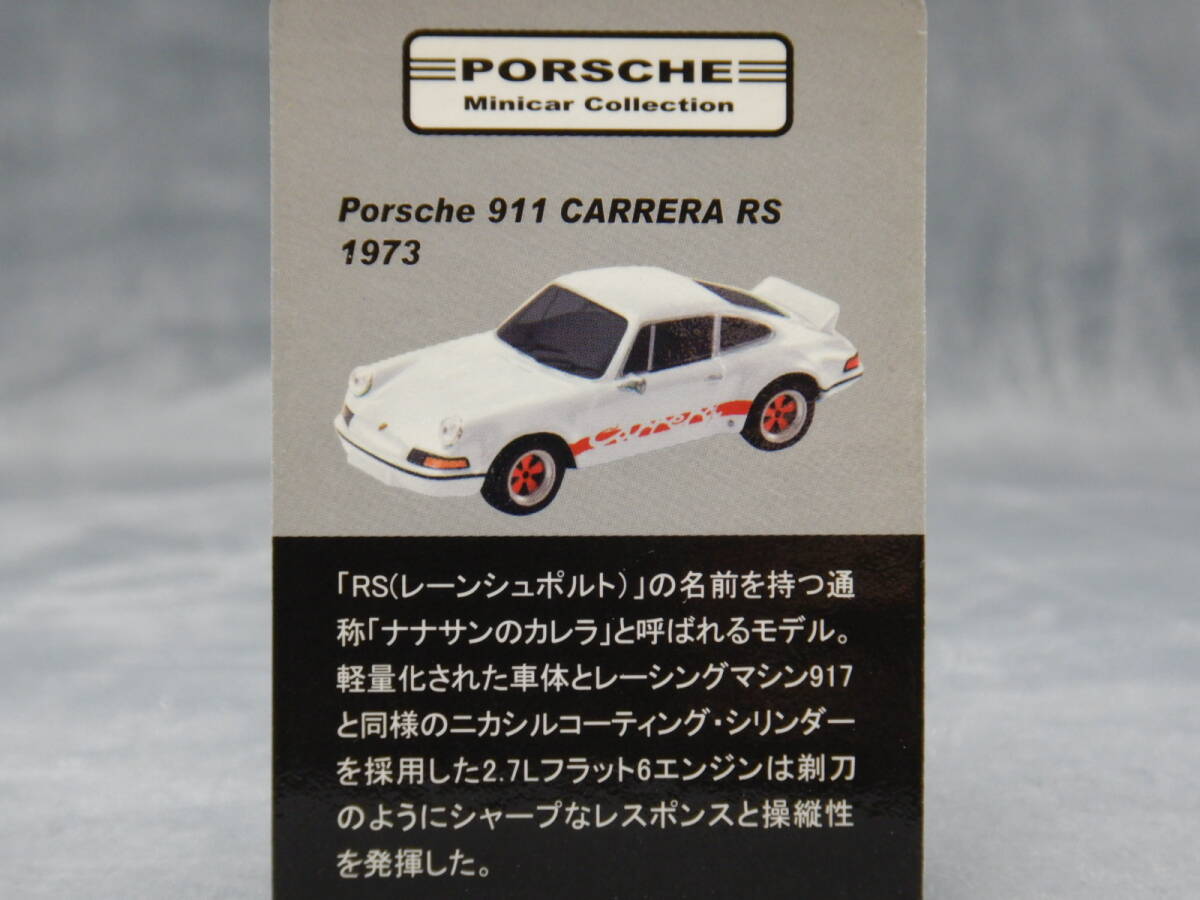 PORSCHE
Minicar Collection
Porsche 911 CARRERA RS
1973
Carrera
「RS(レーンシュポルト)」の名前を持つ通
称「ナナサンのカレラ」と呼ばれるモデル。
軽量化された車体とレーシングマシン917
と同様のニカシルコーティング・シリンダー
を採用した2.7Lフラット6エンジンは剃刀
のようにシャープなレスポンスと操縦性
を発揮した。